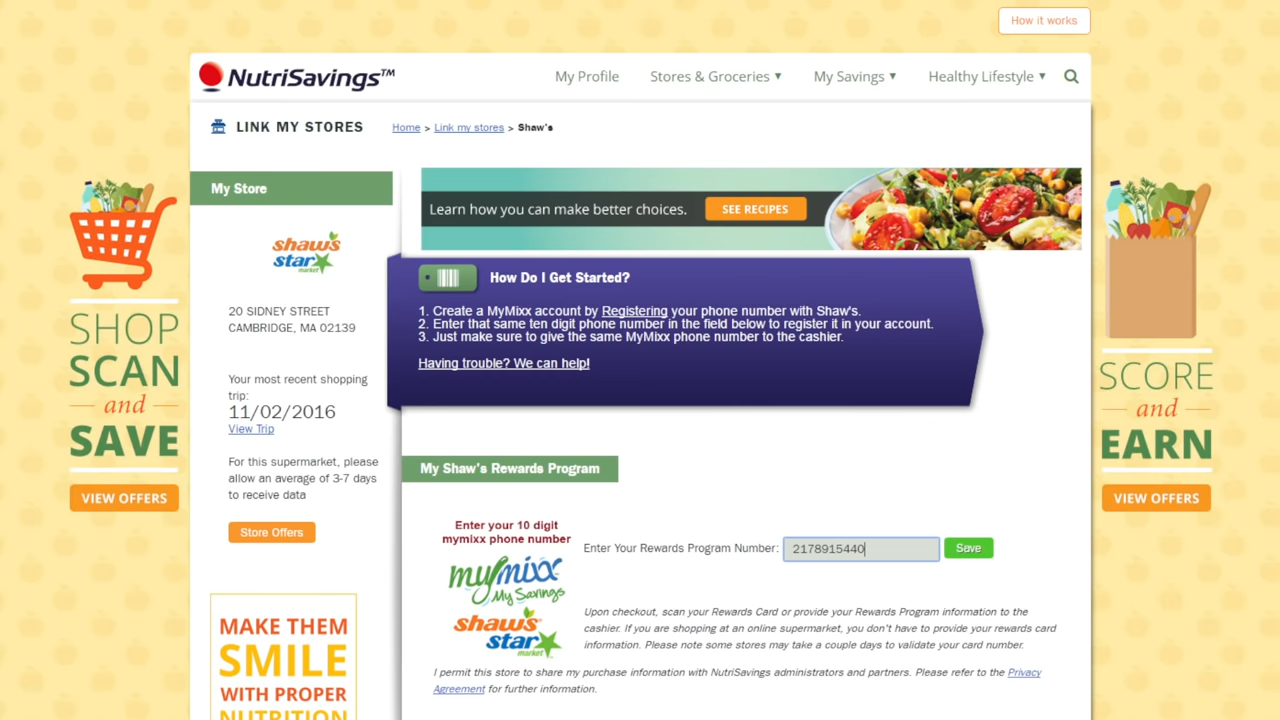 How it works
NutriSavings™
My Profile
Stores & Groceries ▼
My Savings ▼
Healthy Lifestyle ▼
LINK MY STORES
Home > Link my stores > Shaw's
My Store
shaw's
star
market
20 SIDNEY STREET
CAMBRIDGE, MA 02139
Your most recent shopping
trip:
11/02/2016
View Trip
For this supermarket, please
allow an average of 3-7 days
to receive data
Store Offers
MAKE THEM
SMILE
WITH PROPER
NUTRITION
SHOP
SCAN
and
SAVE
VIEW OFFERS
Learn how you can make better choices.
SEE RECIPES
How Do I Get Started?
1. Create a MyMixx account by Registering your phone number with Shaw's.
2. Enter that same ten digit phone number in the field below to register it in your account.
3. Just make sure to give the same MyMixx phone number to the cashier.
Having trouble? We can help!
My Shaw's Rewards Program
Enter your 10 digit
mymixx phone number
mymixx
My Savings
shaw's
star
market
Enter Your Rewards Program Number: 2178915440 Save
Upon checkout, scan your Rewards Card or provide your Rewards Program information to the
cashier. If you are shopping at an online supermarket, you don't have to provide your rewards card
information. Please note some stores may take a couple days to validate your card number.
I permit this store to share my purchase information with NutriSavings administrators and partners. Please refer to the Privacy
Agreement for further information.
SCORE
and
EARN
VIEW OFFERS